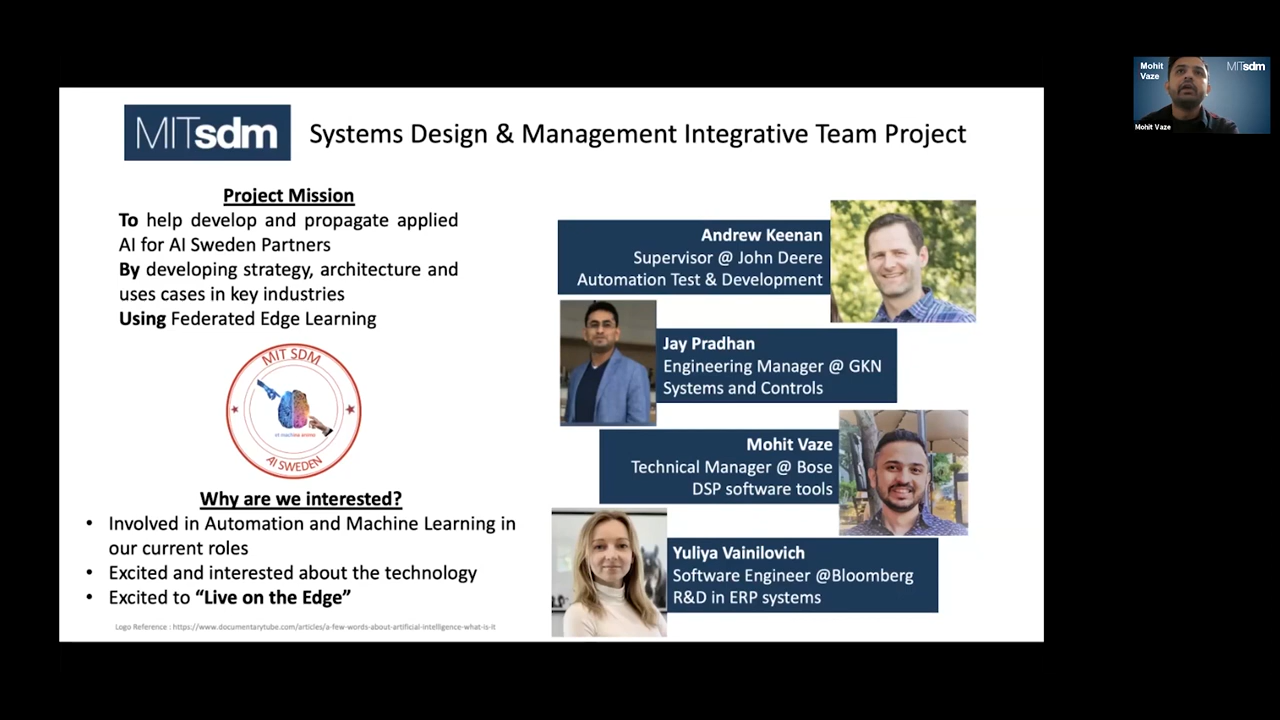 MITsdm
Systems Design & Management Integrative Team Project
Project Mission
To help develop and propagate applied
AI for AI Sweden Partners
By developing strategy, architecture and
uses cases in key industries
Using Federated Edge Learning
MIT SDM
AI SWEDEN
Why are we interested?
• Involved in Automation and Machine Learning in
our current roles
• Excited and interested about the technology
• Excited to “Live on the Edge”
Logo Reference : https://www.documentarytube.com/articles/a-few-words-about-artificial-intelligence-what-is-it
Andrew Keenan
Supervisor @ John Deere
Automation Test & Development
Jay Pradhan
Engineering Manager @ GKN
Systems and Controls
Mohit Vaze
Technical Manager @ Bose
DSP software tools
Yuliya Vainilovich
Software Engineer @Bloomberg
R&D in ERP systems
Mohit
Vaze
MITsdm
Mohit Vaze